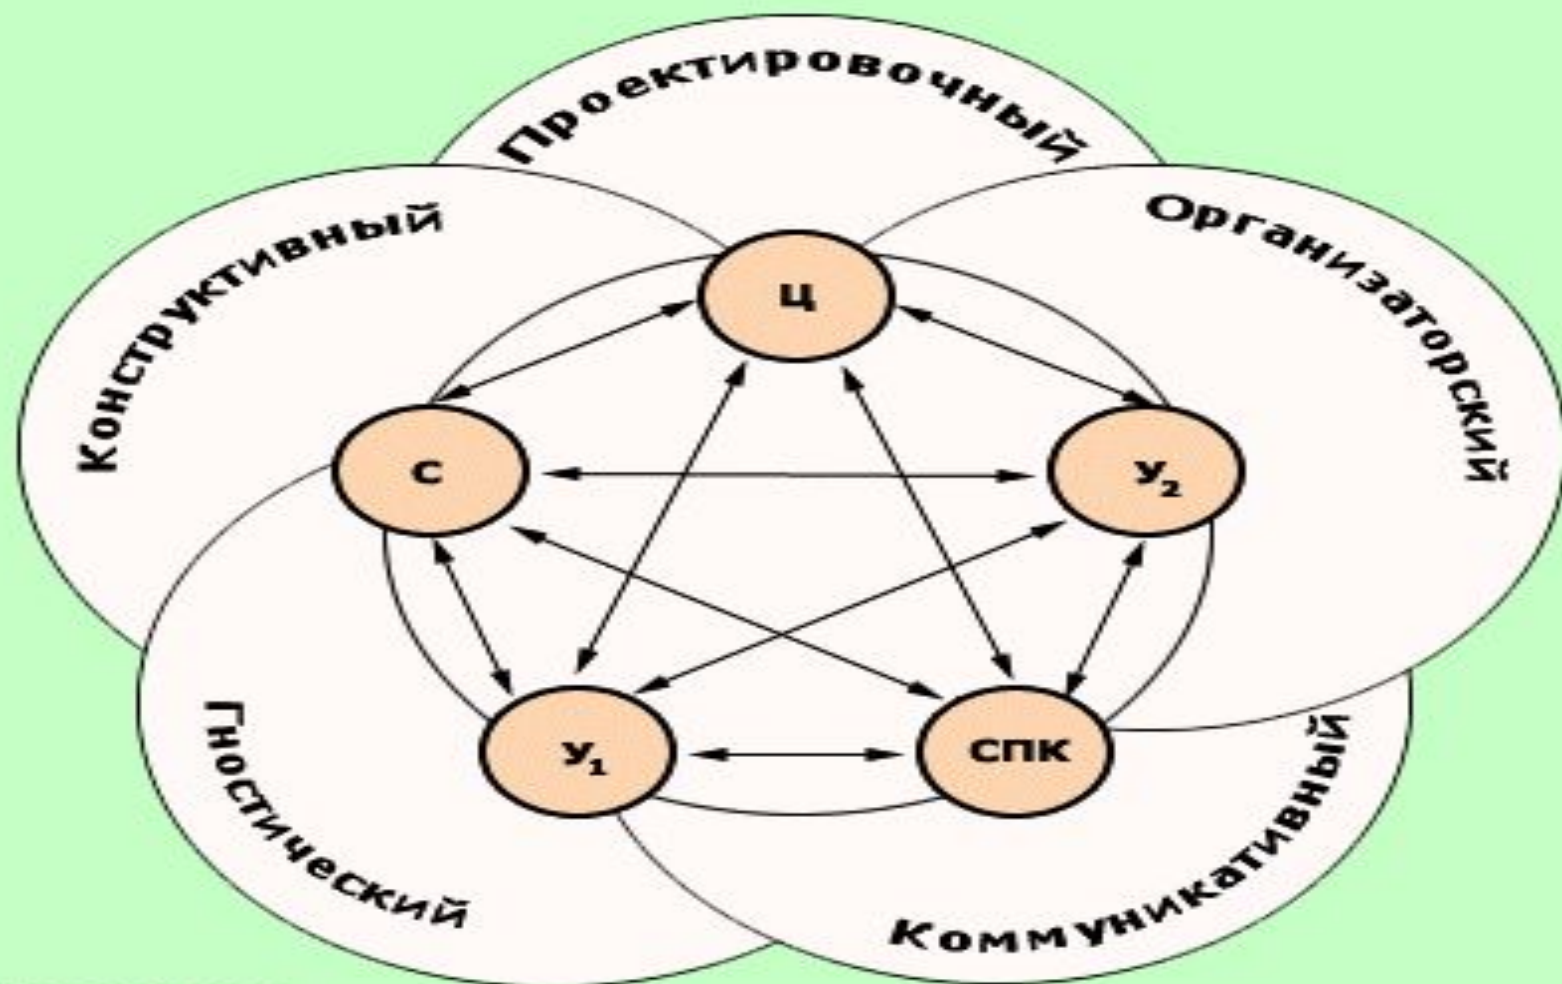 Проектировочный
Конструктивный
Организаторский
Ц
С
У₂
У₁
СПК
Гностический
Коммуникативный